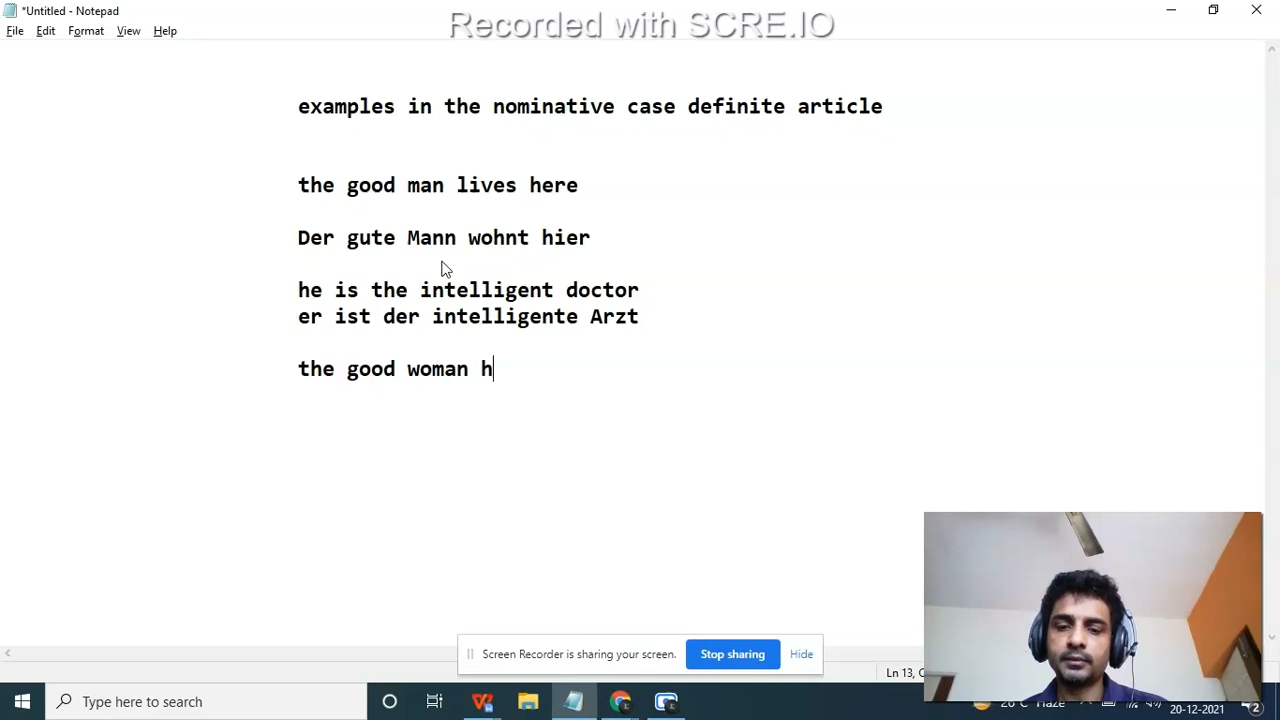 *Untitled - Notepad
Recorded with SCRE.IO
File Edit Format View Help
examples in the nominative case definite article
the good man lives here
Der gute Mann wohnt hier
he is the intelligent doctor
er ist der intelligente Arzt
the good woman h
Screen Recorder is sharing your screen. Stop sharing Hide
Ln 13, C
Type here to search
26°C Haze
20-12-2021
2